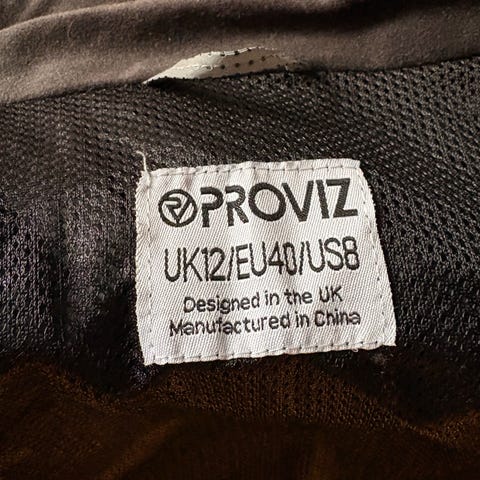 PROVIZ
UK12/EU40/US8
Designed in the UK
Manufactured in China